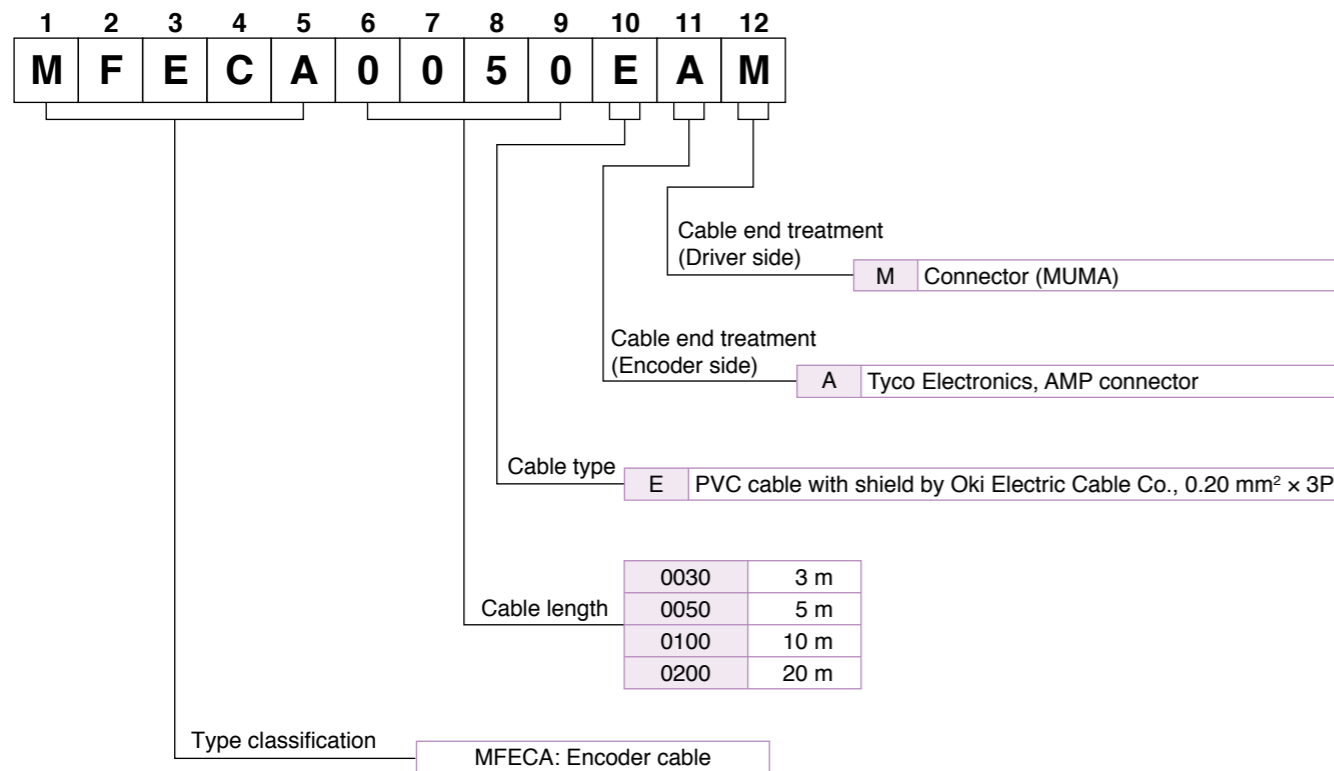 1 2 3 4 5 6 7 8 9 10 11 12
M F E C A 0 0 5 0 E A M
Cable end treatment
(Driver side)
M Connector (MUMA)
Cable end treatment
(Encoder side)
A Tyco Electronics, AMP connector
Cable type
E PVC cable with shield by Oki Electric Cable Co., 0.20 mm² × 3P
Cable length
0030 3 m
0050 5 m
0100 10 m
0200 20 m
Type classification
MFECA: Encoder cable